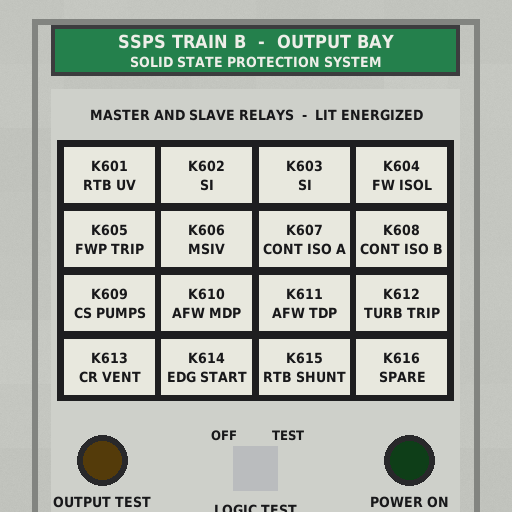 SSPS TRAIN B - OUTPUT BAY
SOLID STATE PROTECTION SYSTEM
MASTER AND SLAVE RELAYS - LIT ENERGIZED
K601
RTB UV
K602
SI
K603
SI
K604
FW ISOL
K605
FWP TRIP
K606
MSIV
K607
CONT ISO A
K608
CONT ISO B
K609
CS PUMPS
K610
AFW MDP
K611
AFW TDP
K612
TURB TRIP
K613
CR VENT
K614
EDG START
K615
RTB SHUNT
K616
SPARE
OFF TEST
OUTPUT TEST
LOGIC TEST
POWER ON